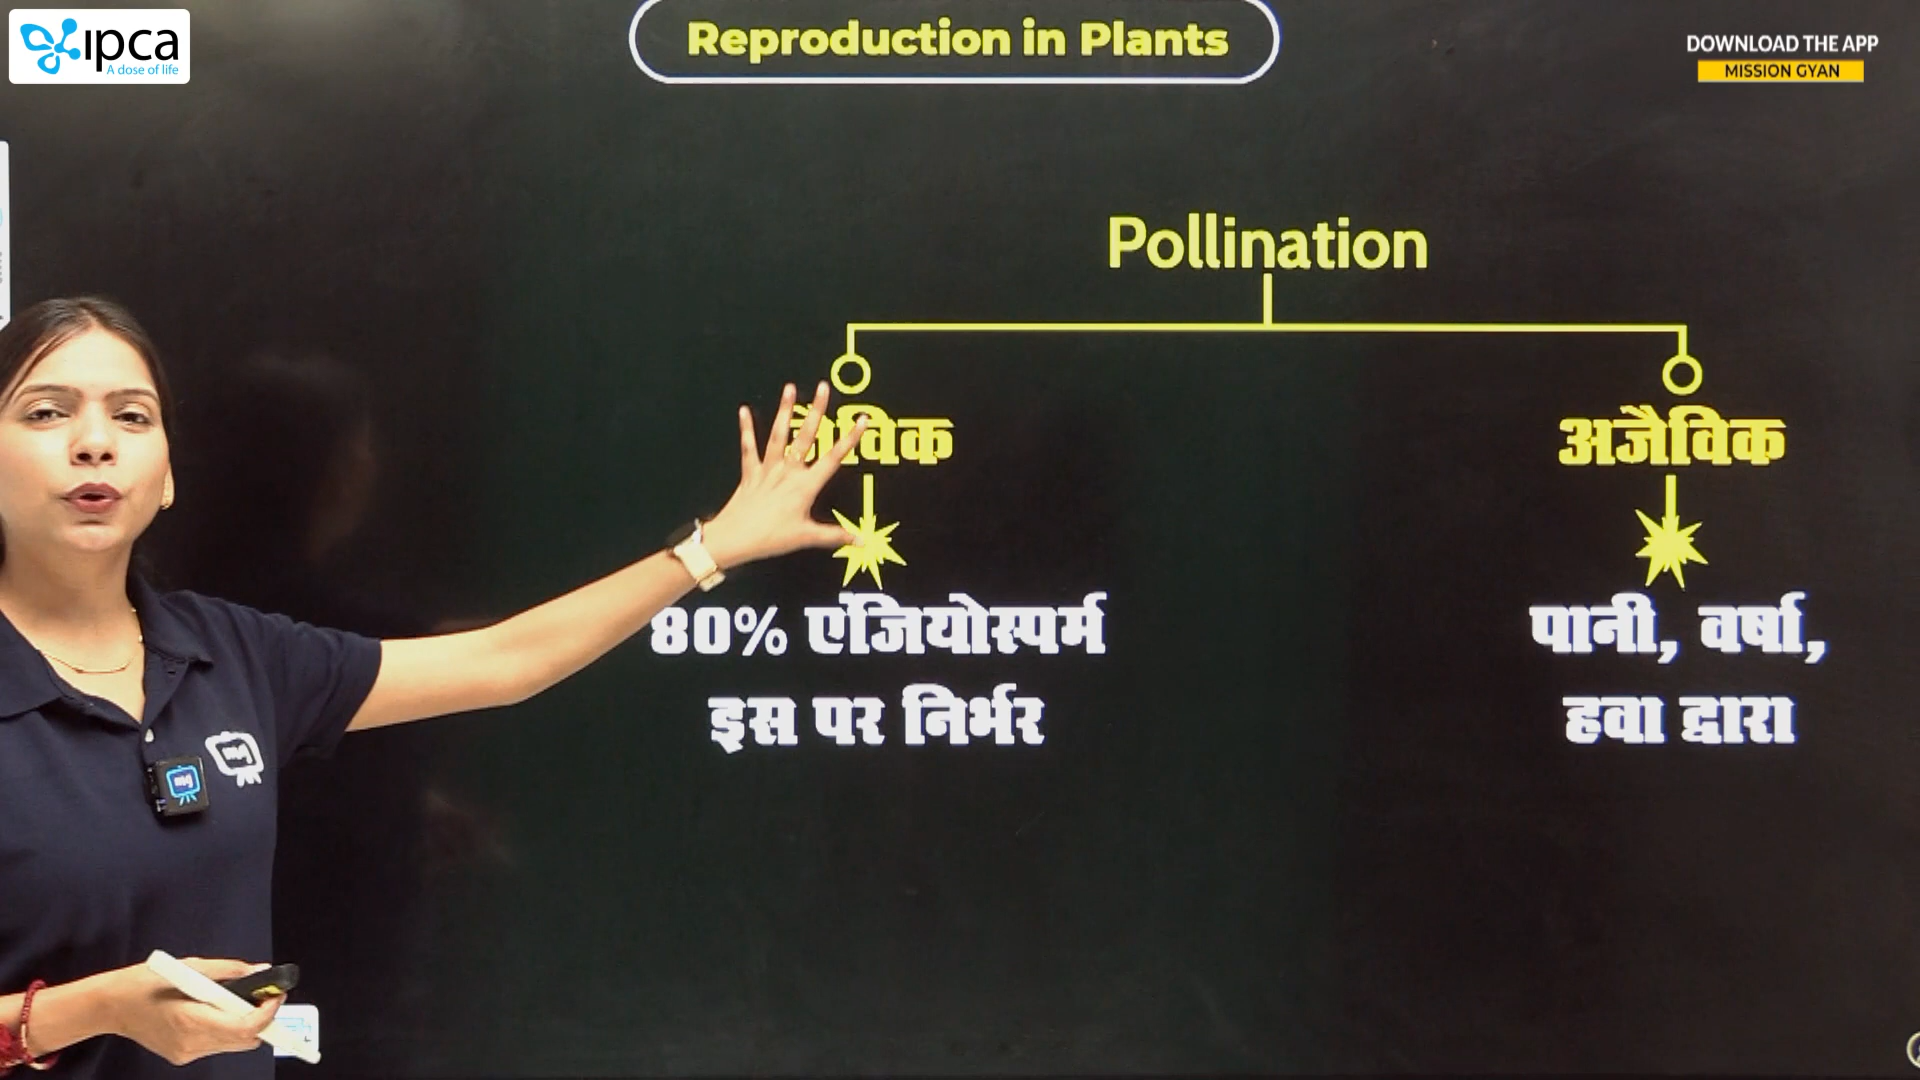 ipca
A dose of life
Reproduction in Plants
DOWNLOAD THE APP
MISSION GYAN
Pollination
अजैविक
80% एंजियोस्पर्म
इस पर निर्भर
पानी, वर्षा,
हवा द्वारा